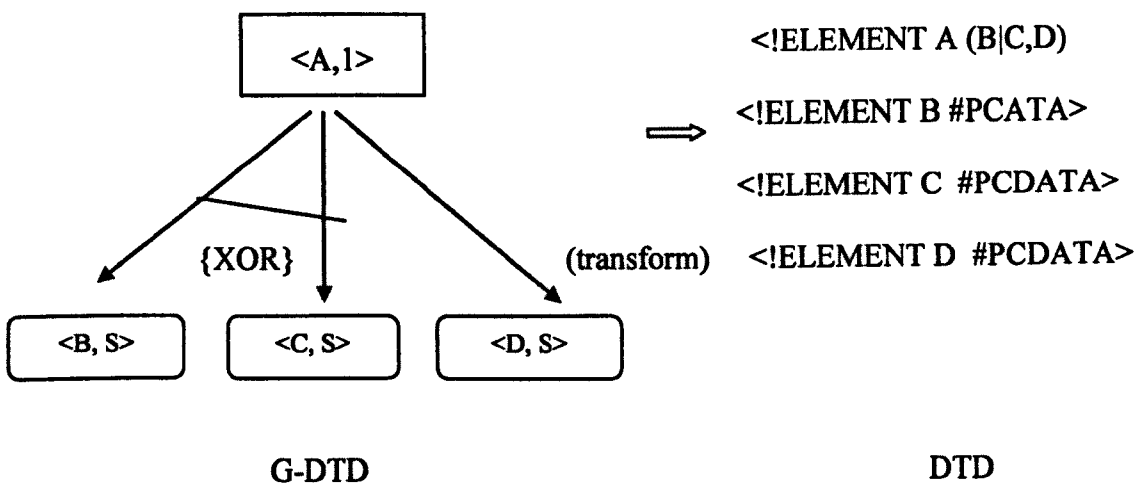 <A,1>
{XOR}
<B, S>
<C, S>
<D, S>
G-DTD
(transform)
<!ELEMENT A (B|C,D)
<!ELEMENT B #PCATA>
<!ELEMENT C #PCDATA>
<!ELEMENT D #PCDATA>
DTD